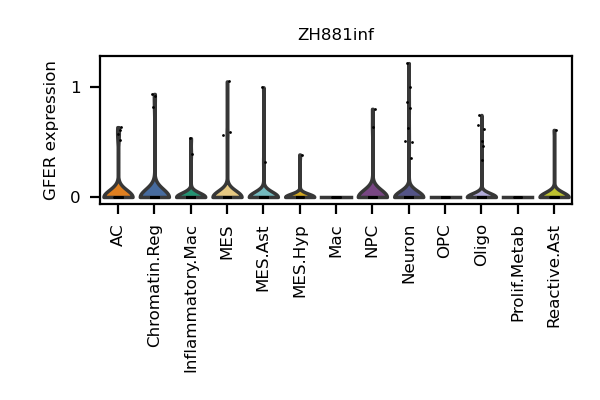 ZH881inf
GFER expression
1
0
AC
Chromatin.Reg
Inflammatory.Mac
MES
MES.Ast
MES.Hyp
Mac
NPC
Neuron
OPC
Oligo
Prolif.Metab
Reactive.Ast